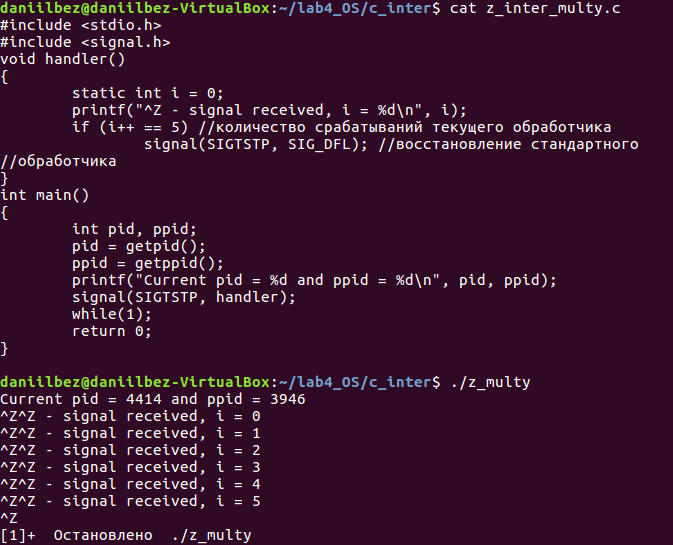 daniilbez@daniilbez-VirtualBox:~/lab4_OS/c_inter$ cat z_inter_multy.c
#include <stdio.h>
#include <signal.h>
void handler()
{
        static int i = 0;
        printf("^Z - signal received, i = %d\n", i);
        if (i++ == 5) //количество срабатываний текущего обработчика
                signal(SIGTSTP, SIG_DFL); //восстановление стандартного
//обработчика
}
int main()
{
        int pid, ppid;
        pid = getpid();
        ppid = getppid();
        printf("Current pid = %d and ppid = %d\n", pid, ppid);
        signal(SIGTSTP, handler);
        while(1);
        return 0;
}
daniilbez@daniilbez-VirtualBox:~/lab4_OS/c_inter$ ./z_multy
Current pid = 4414 and ppid = 3946
^Z^Z - signal received, i = 0
^Z^Z - signal received, i = 1
^Z^Z - signal received, i = 2
^Z^Z - signal received, i = 3
^Z^Z - signal received, i = 4
^Z^Z - signal received, i = 5
^Z
[1]+  Остановлено  ./z_multy